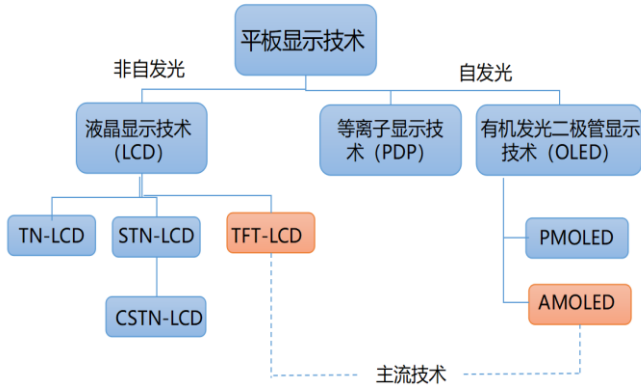 平板显示技术
非自发光
自发光
液晶显示技术
（LCD）
等离子显示技
术（PDP）
有机发光二极管显示
技术（OLED）
TN-LCD
STN-LCD
TFT-LCD
PMOLED
CSTN-LCD
AMOLED
主流技术